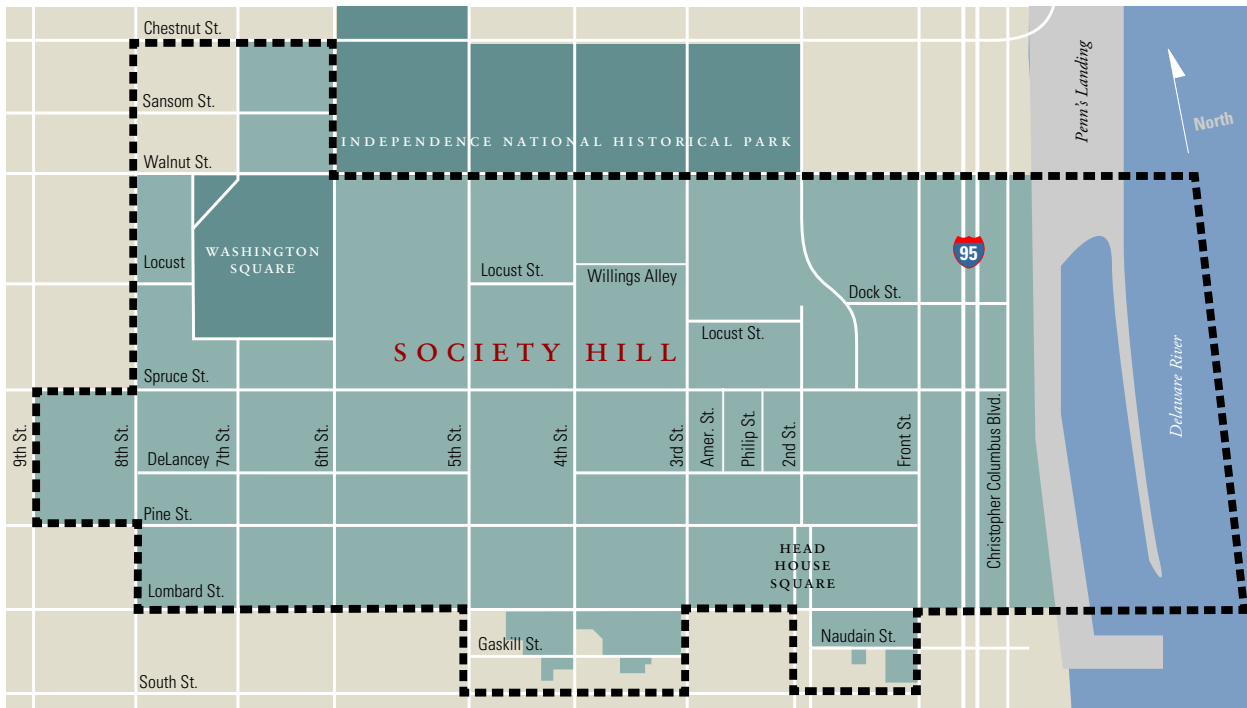 Chestnut St.
Sansom St.
Walnut St.
INDEPENDENCE NATIONAL HISTORICAL PARK
Penn's Landing
North
WASHINGTON
SQUARE
Locust
Locust St.
Willings Alley
95
Dock St.
Locust St.
SOCIETY HILL
Delaware River
Spruce St.
9th St.
8th St.
DeLancey
7th St.
6th St.
5th St.
4th St.
3rd St.
Amer. St.
Philip St.
2nd St.
Front St.
Christopher Columbus Blvd.
Pine St.
HEAD
HOUSE
SQUARE
Lombard St.
Gaskill St.
Naudain St.
South St.